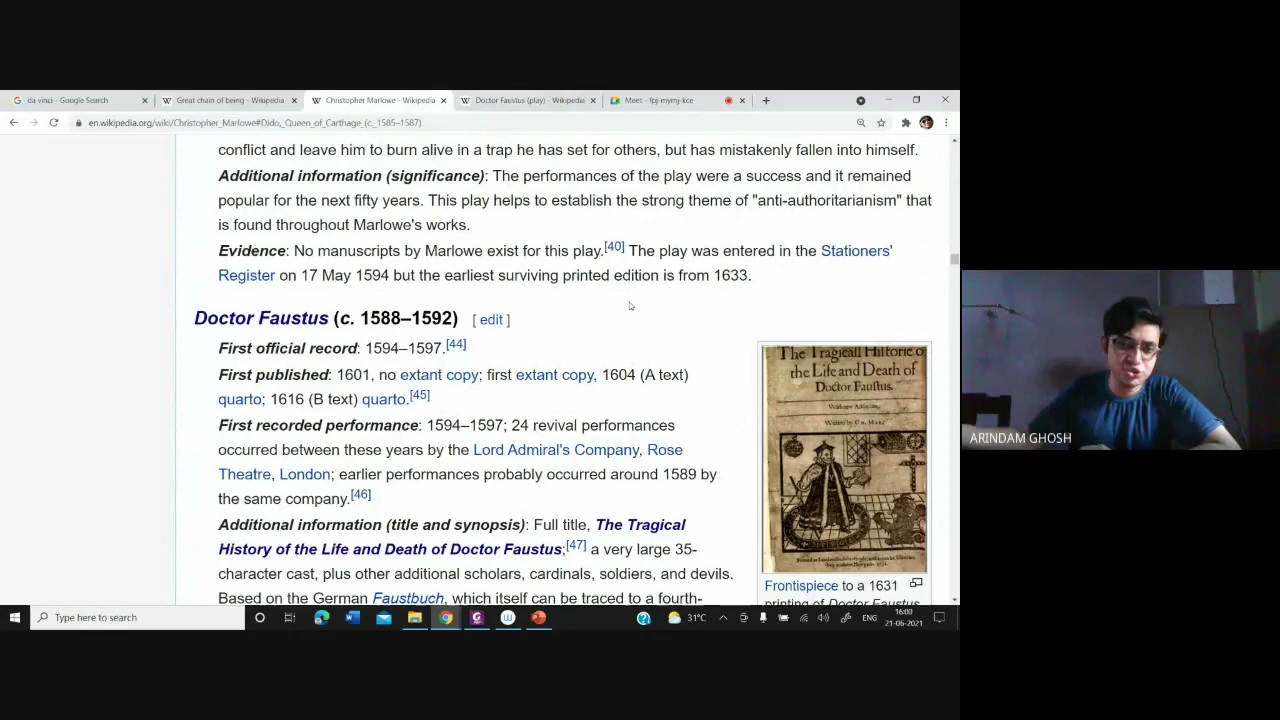 da vinci - Google Search
Great chain of being - Wikipedia
Christopher Marlowe - Wikipedia
Doctor Faustus (play) - Wikipedia
Meet - fpj-mymj-kce
en.wikipedia.org/wiki/Christopher_Marlowe#Dido,_Queen_of_Carthage_(c._1585–1587)
conflict and leave him to burn alive in a trap he has set for others, but has mistakenly fallen into himself.
Additional information (significance): The performances of the play were a success and it remained
popular for the next fifty years. This play helps to establish the strong theme of "anti-authoritarianism" that
is found throughout Marlowe's works.
Evidence: No manuscripts by Marlowe exist for this play.[40] The play was entered in the Stationers'
Register on 17 May 1594 but the earliest surviving printed edition is from 1633.
Doctor Faustus (c. 1588–1592) [ edit ]
First official record: 1594–1597.[44]
First published: 1601, no extant copy; first extant copy, 1604 (A text)
quarto; 1616 (B text) quarto.[45]
First recorded performance: 1594–1597; 24 revival performances
occurred between these years by the Lord Admiral's Company, Rose
Theatre, London; earlier performances probably occurred around 1589 by
the same company.[46]
Additional information (title and synopsis): Full title, The Tragical
History of the Life and Death of Doctor Faustus;[47] a very large 35-
character cast, plus other additional scholars, cardinals, soldiers, and devils.
Based on the German Faustbuch, which itself can be traced to a fourth-
The Tragicall Historie o
the Life and Death of
Doctor Faustus.
Frontispiece to a 1631
printing of Doctor Faustus
ARINDAM GHOSH
Type here to search
31°C
ENG
16:00
21-06-2021